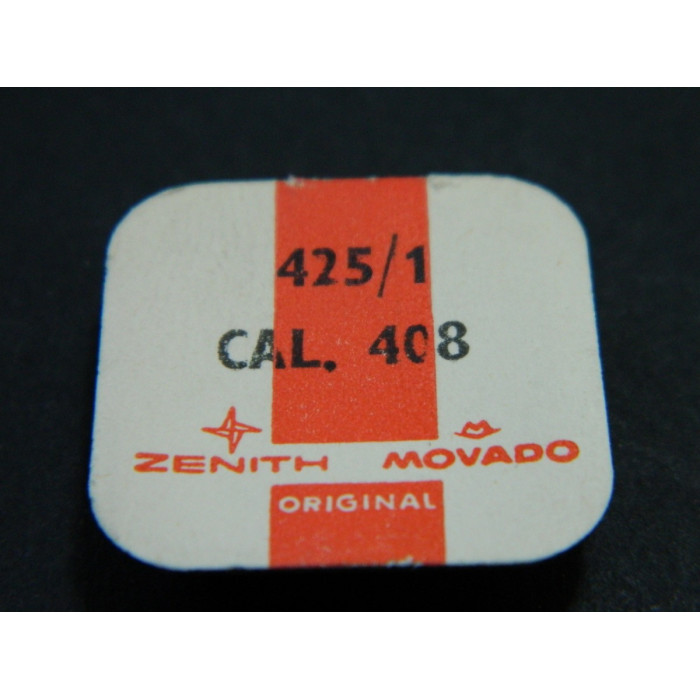 425/1
CAL. 408
ZENITH MOVADO
ORIGINAL